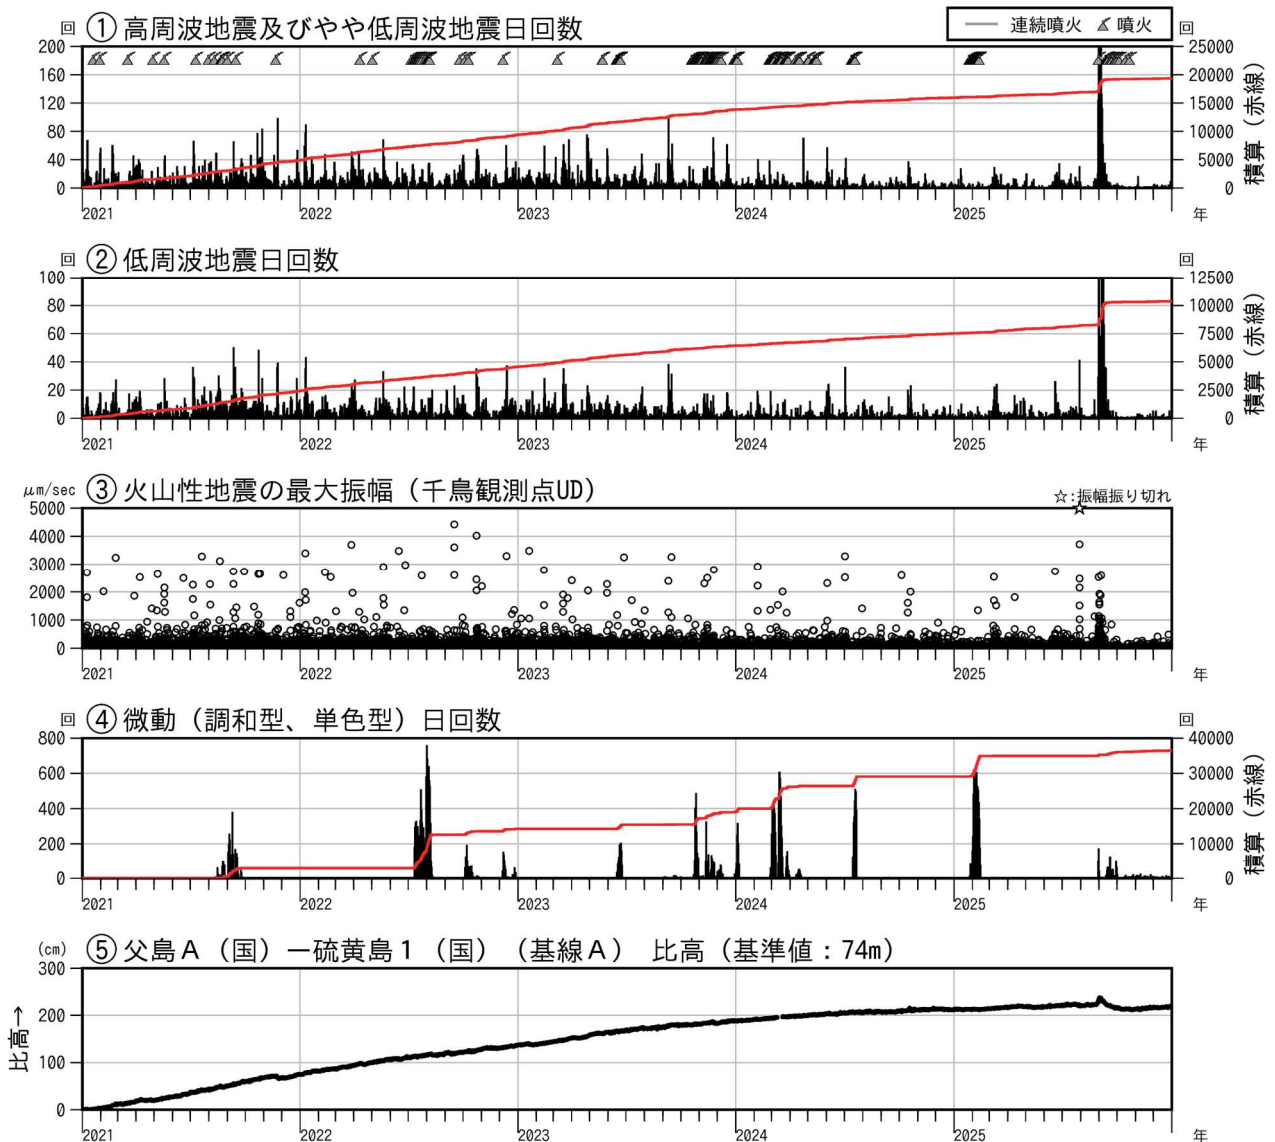 連続噴火 噴火
回 ① 高周波地震及びやや低周波地震日回数 回
200 25000
160 20000
120 15000
80 10000
40 5000
0 0
積算（赤線）
2021 2022 2023 2024 2025 年
回 ② 低周波地震日回数 回
100 12500
80 10000
60 7500
40 5000
20 2500
0 0
積算（赤線）
2021 2022 2023 2024 2025 年
μm/sec ③ 火山性地震の最大振幅（千鳥観測点UD）
☆:振幅振り切れ
5000
4000
3000
2000
1000
0
2021 2022 2023 2024 2025 年
回 ④ 微動（調和型、単色型）日回数 回
800 40000
600 30000
400 20000
200 10000
0 0
積算（赤線）
2021 2022 2023 2024 2025 年
(cm) ⑤ 父島A（国）ー硫黄島1（国）（基線A） 比高（基準値：74m）
300
200
100
0
比高→
2021 2022 2023 2024 2025 年